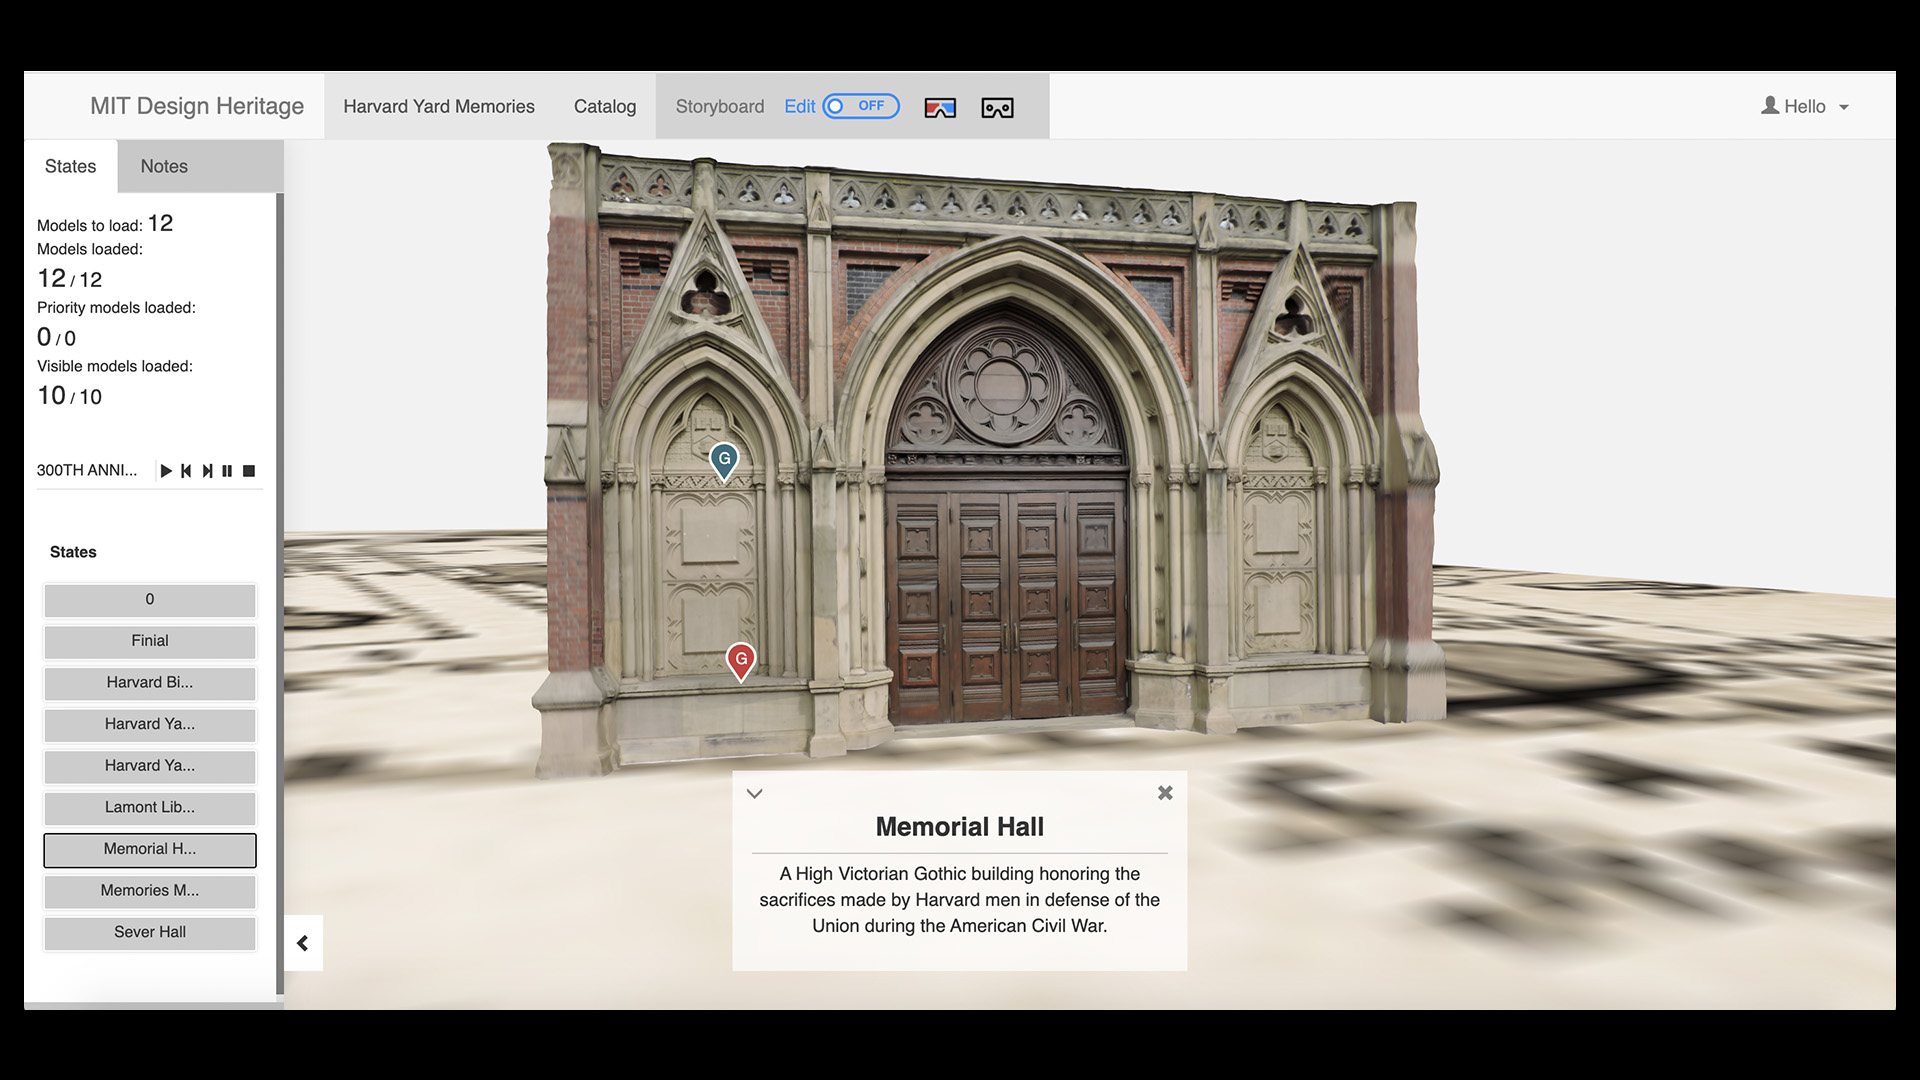 MIT Design Heritage
Harvard Yard Memories
Catalog
Storyboard
Edit
OFF
Hello
States
Notes
Models to load: 12
Models loaded:
12 / 12
Priority models loaded:
0 / 0
Visible models loaded:
10 / 10
300TH ANNI...
States
0
Finial
Harvard Bi...
Harvard Ya...
Harvard Ya...
Lamont Lib...
Memorial H...
Memories M...
Sever Hall
G
G
Memorial Hall
A High Victorian Gothic building honoring the
sacrifices made by Harvard men in defense of the
Union during the American Civil War.